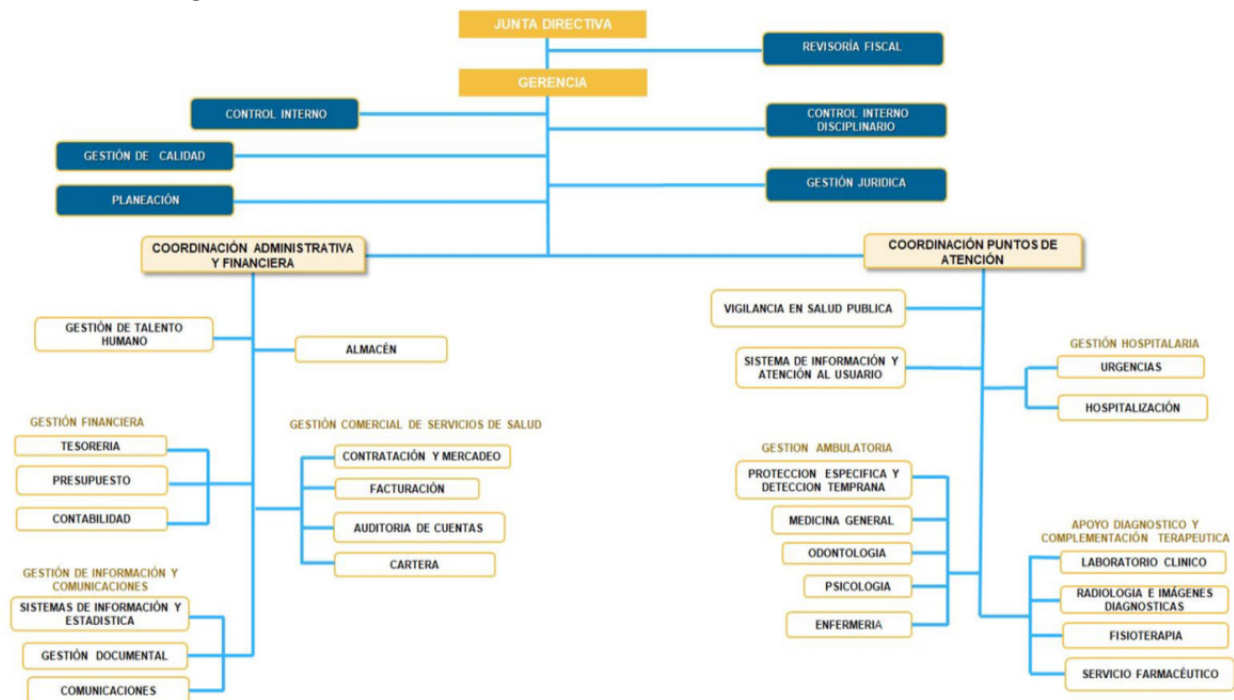 JUNTA DIRECTIVA
REVISORÍA FISCAL
GERENCIA
CONTROL INTERNO
CONTROL INTERNO
DISCIPLINARIO
GESTIÓN DE CALIDAD
GESTIÓN JURIDICA
PLANEACIÓN
COORDINACIÓN ADMINISTRATIVA
Y FINANCIERA
GESTIÓN DE TALENTO
HUMANO
ALMACÉN
GESTIÓN FINANCIERA
TESORERIA
PRESUPUESTO
CONTABILIDAD
GESTIÓN COMERCIAL DE SERVICIOS DE SALUD
CONTRATACIÓN Y MERCADEO
FACTURACIÓN
AUDITORIA DE CUENTAS
CARTERA
GESTIÓN DE INFORMACIÓN Y
COMUNICACIONES
SISTEMAS DE INFORMACIÓN Y
ESTADISTICA
GESTIÓN DOCUMENTAL
COMUNICACIONES
COORDINACIÓN PUNTOS DE
ATENCIÓN
VIGILANCIA EN SALUD PUBLICA
SISTEMA DE INFORMACIÓN Y
ATENCIÓN AL USUARIO
GESTIÓN HOSPITALARIA
URGENCIAS
HOSPITALIZACIÓN
GESTION AMBULATORIA
PROTECCION ESPECIFICA Y
DETECCION TEMPRANA
MEDICINA GENERAL
ODONTOLOGIA
PSICOLOGIA
ENFERMERIA
APOYO DIAGNOSTICO Y
COMPLEMENTACIÓN TERAPEUTICA
LABORATORIO CLINICO
RADIOLOGIA E IMÁGENES
DIAGNOSTICAS
FISIOTERAPIA
SERVICIO FARMACÉUTICO